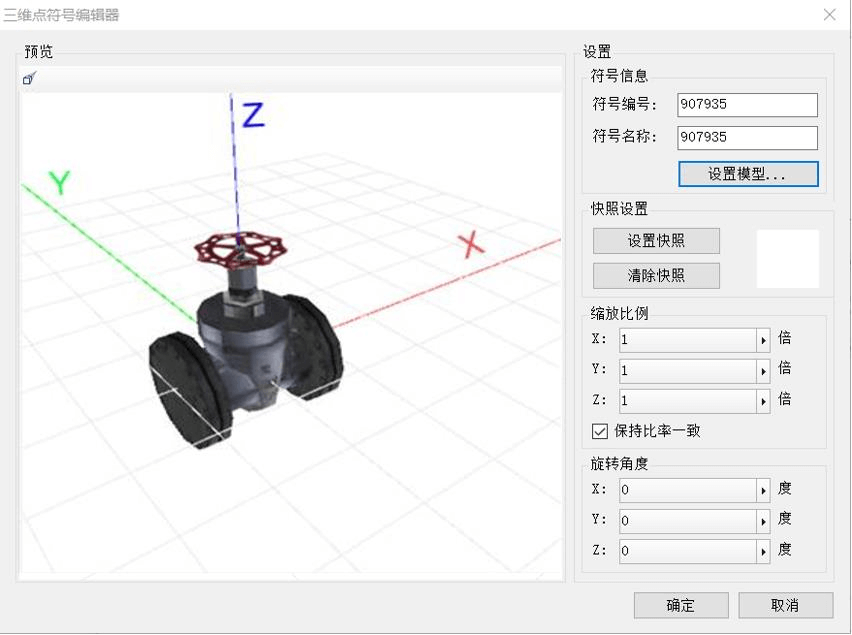 三维点符号编辑器
预览
Z
Y
X
设置
符号信息
符号编号: 907935
符号名称: 907935
设置模型...
快照设置
设置快照
清除快照
缩放比例
X: 1 倍
Y: 1 倍
Z: 1 倍
保持比率一致
旋转角度
X: 0 度
Y: 0 度
Z: 0 度
确定 取消